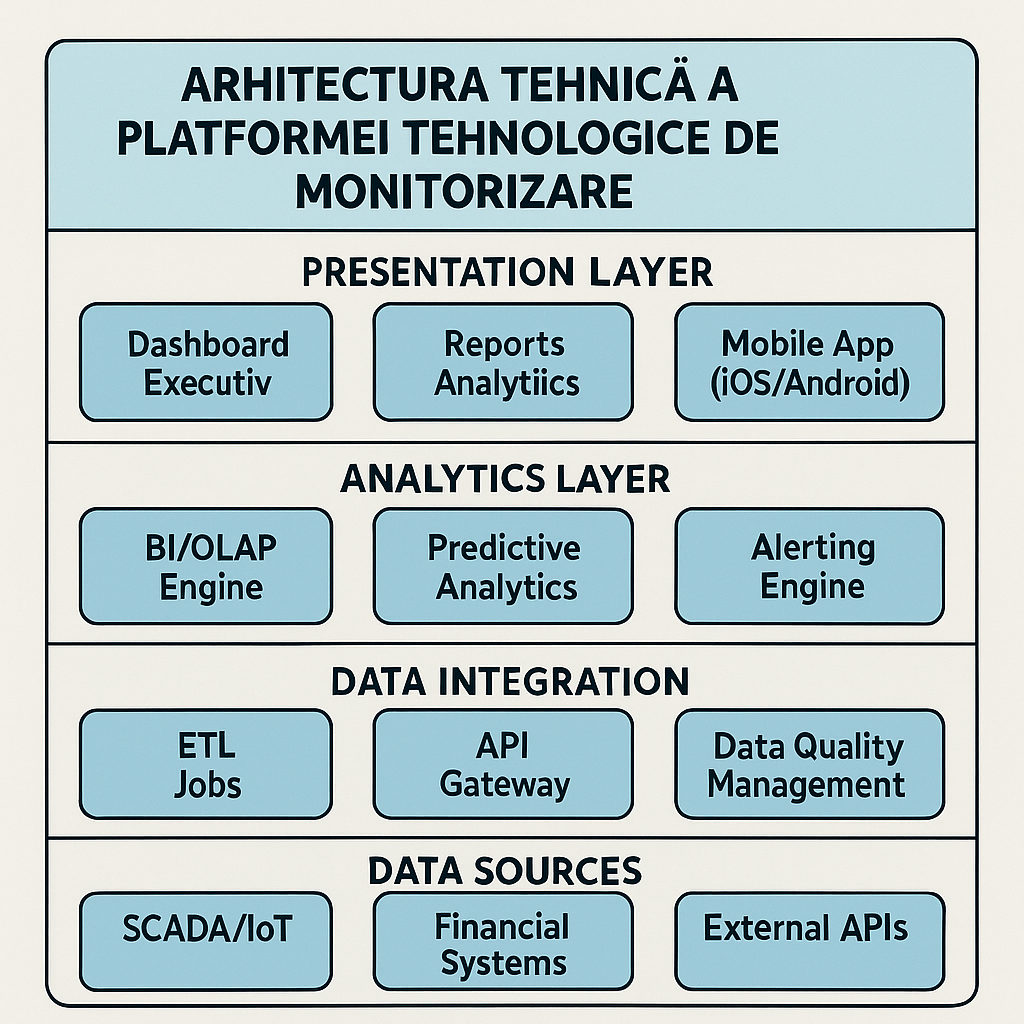 ARHITECTURA TEHNICÄ A
PLATFORMEI TEHNOLOGICE DE
MONITORIZARE
PRESENTATION LAYER
Dashboard
Executiv
Reports
Analytiics
Mobile App
(iOS/Android)
ANALYTICS LAYER
BI/OLAP
Engine
Predictive
Analytics
Alerting
Engine
DATA INTEGRATION
ETL
Jobs
API
Gateway
Data Quality
Management
DATA SOURCES
SCADA/IoT
Financial
Systems
External APIs